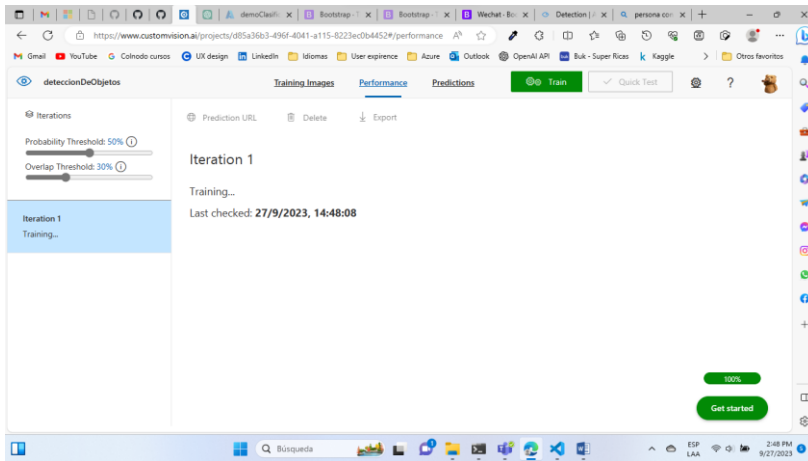 demoClasifi
Bootstrap - T
Bootstrap - T
Wechat - Bo
Detection | A
persona con
https://www.customvision.ai/projects/d85a36b3-496f-4041-a115-8223ec0b4452#/performance
Gmail YouTube Colnodo cursos UX design LinkedIn Idiomas User expirence Azure Outlook OpenAI API Buk - Super Ricas Kaggle Otros favoritos
deteccionDeObjetos Training Images Performance Predictions Train Quick Test ?
Iterations
Probability Threshold: 50%
Overlap Threshold: 30%
Iteration 1
Training...
Prediction URL Delete Export
Iteration 1
Training...
Last checked: 27/9/2023, 14:48:08
100%
Get started
Búsqueda
ESP
LAA
2:48 PM
9/27/2023